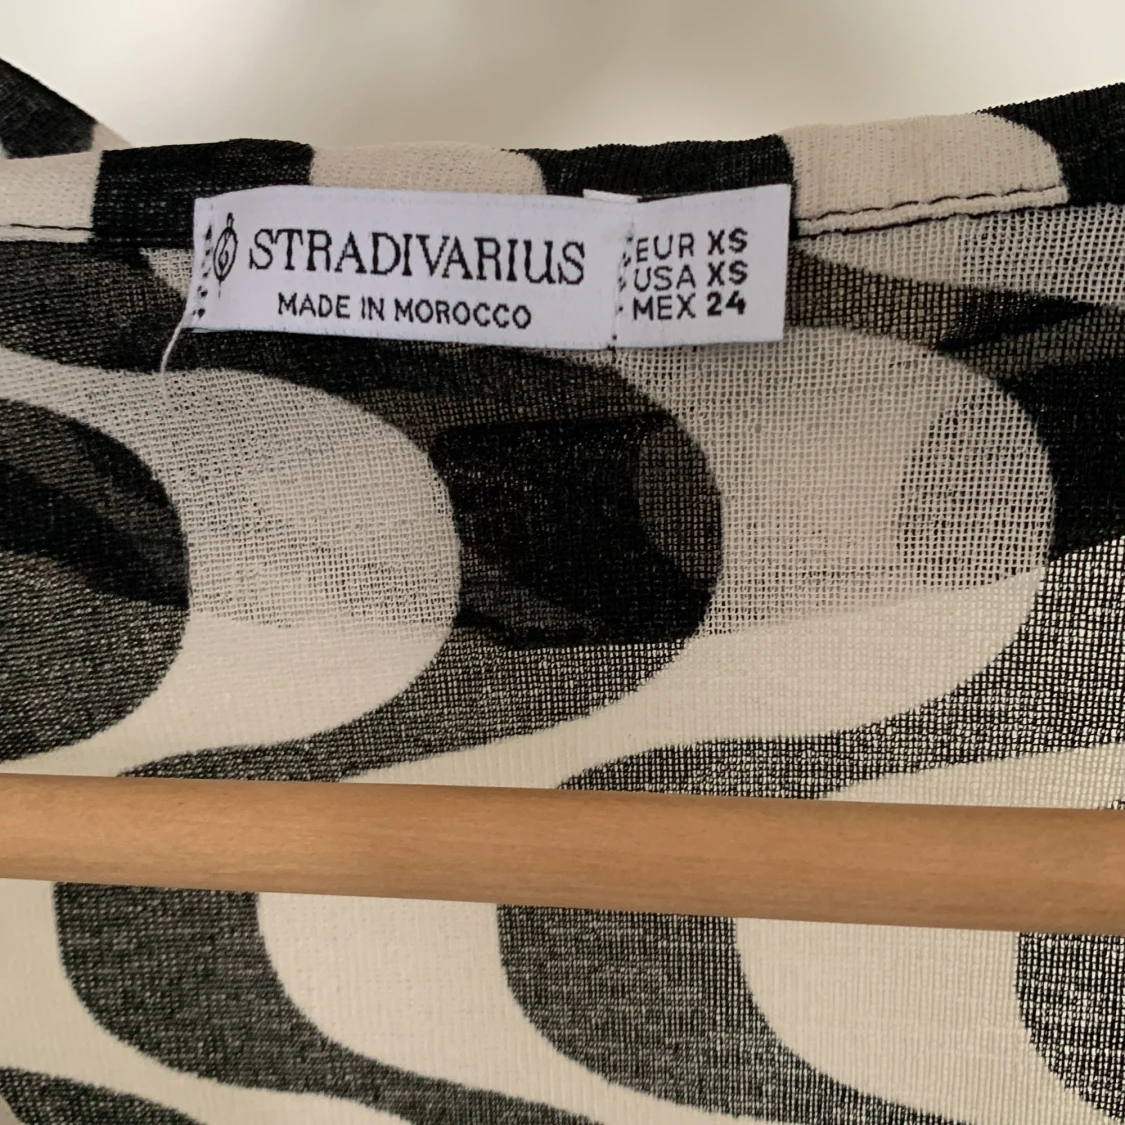 STRADIVARIUS
MADE IN MOROCCO
EUR XS
USA XS
MEX 24